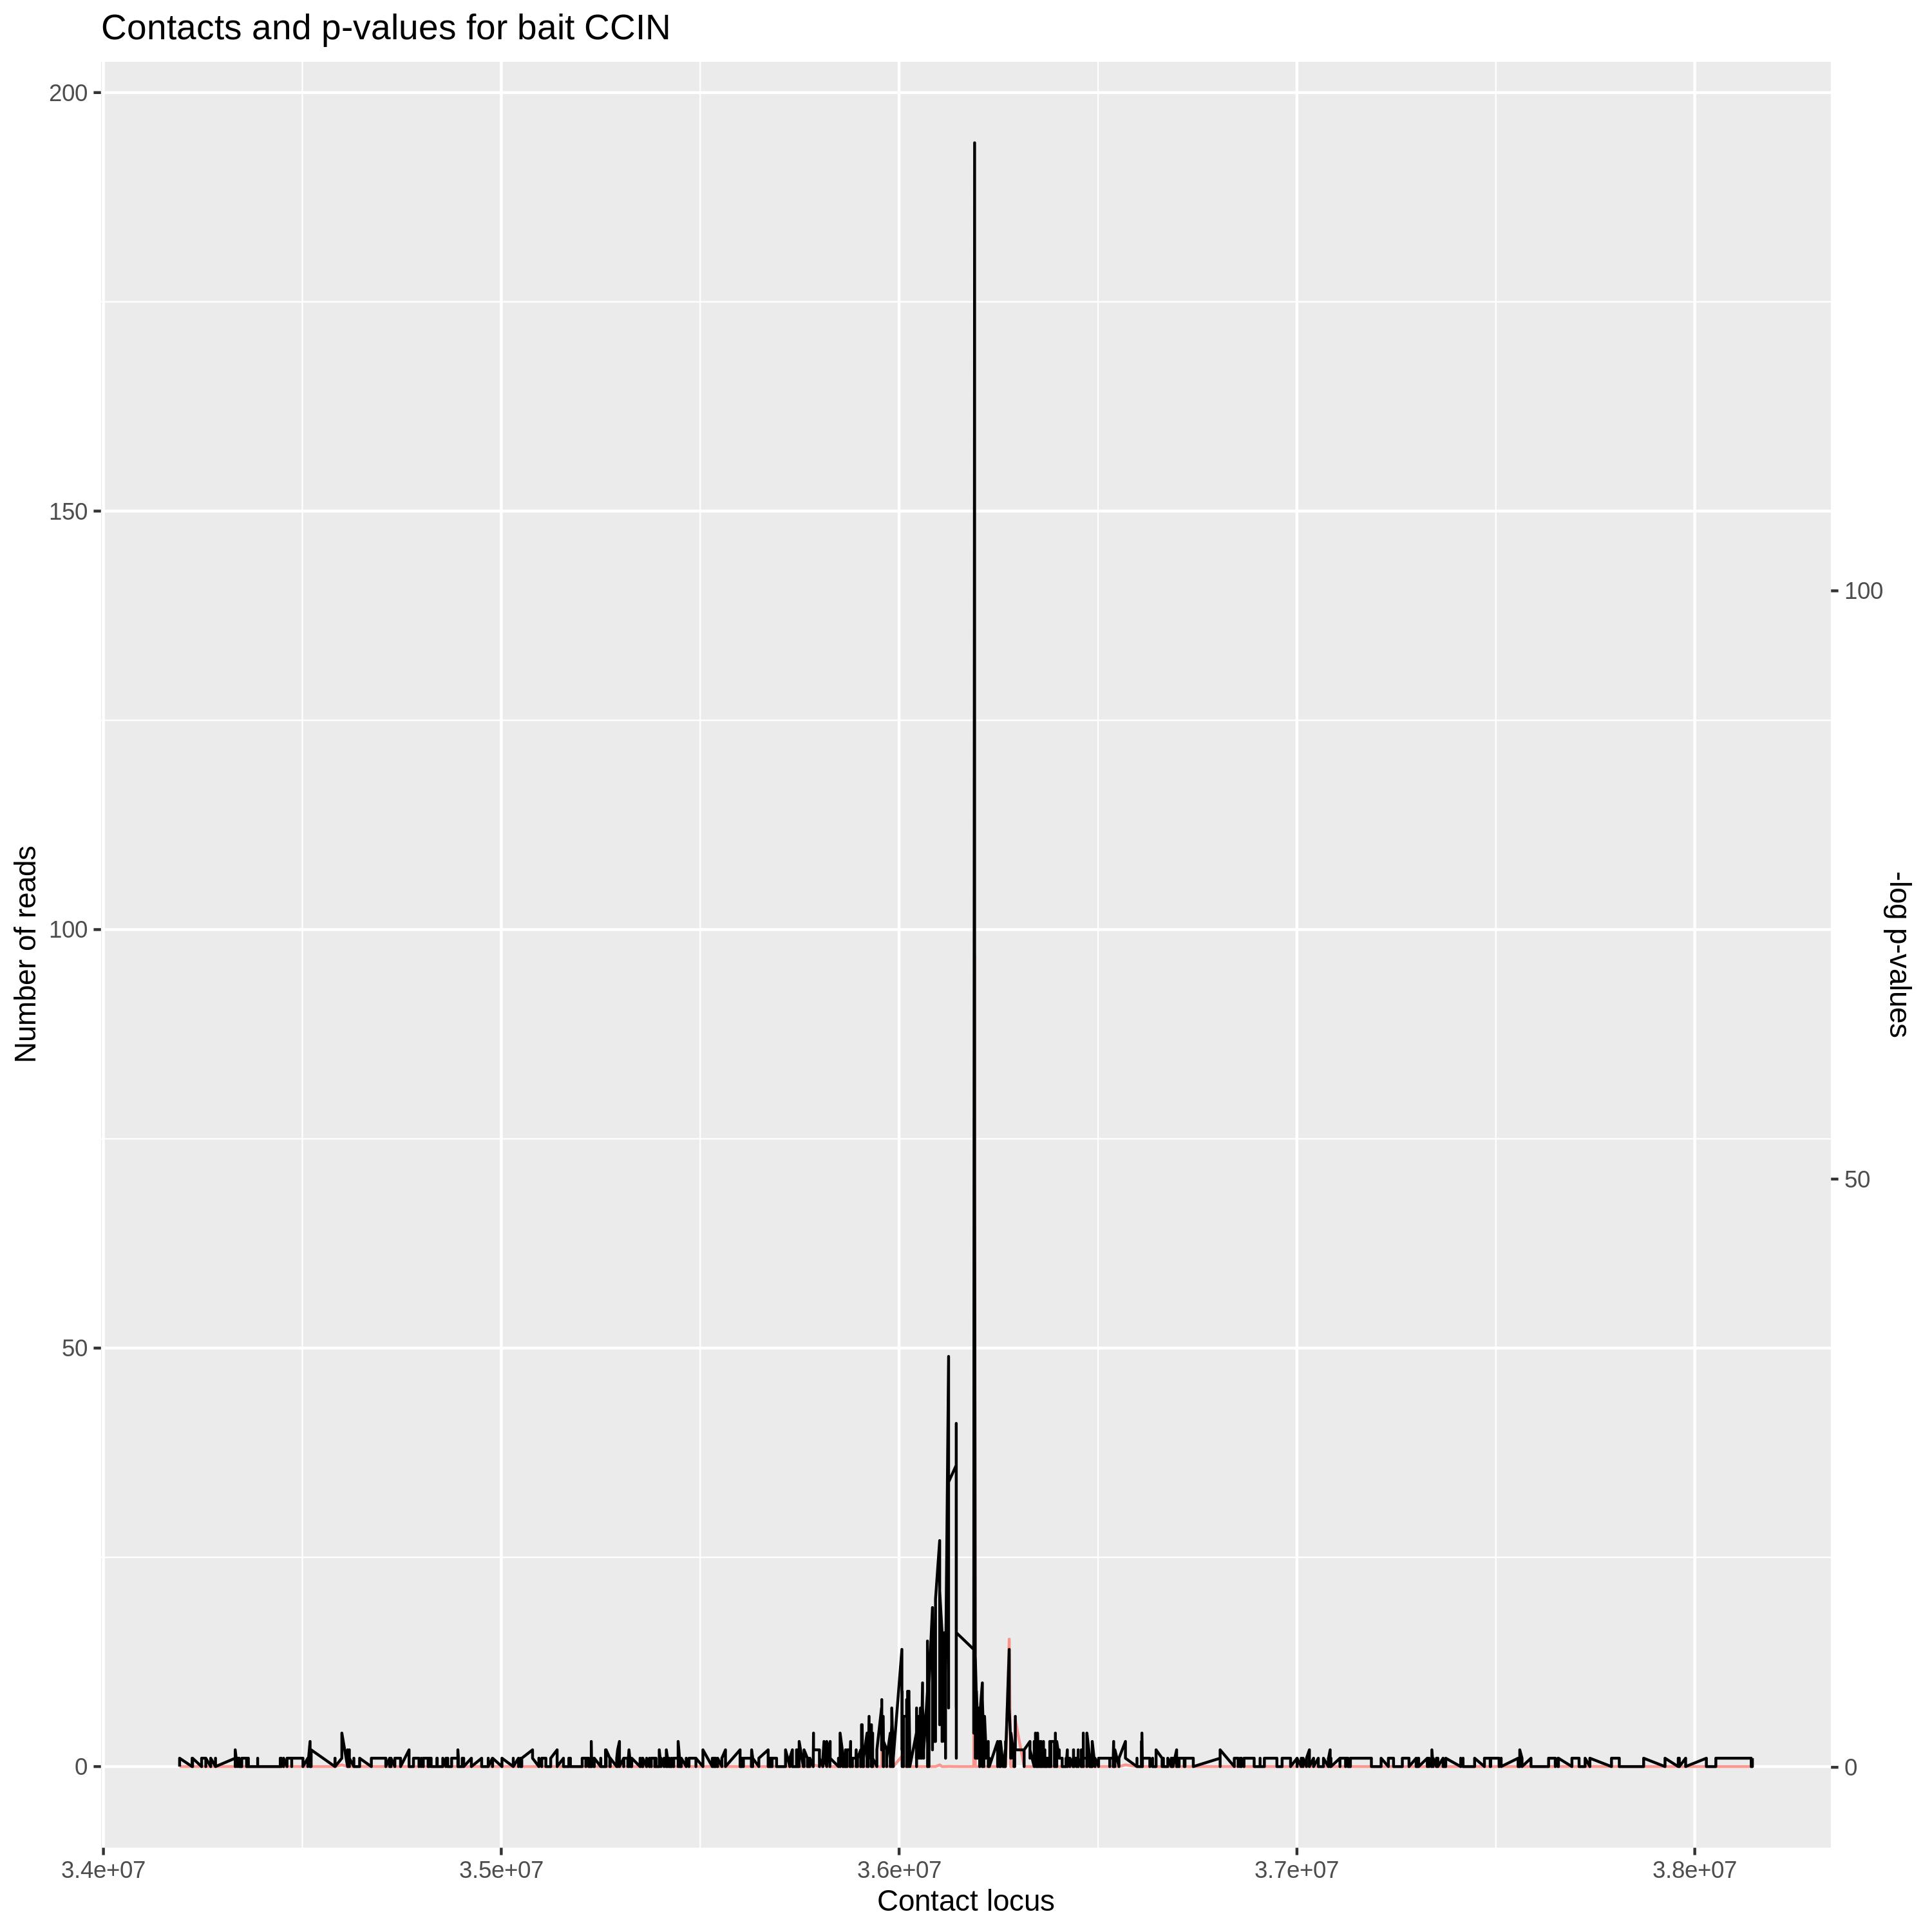 Contacts and p-values for bait CCIN
200
150
100
50
0
Number of reads
100
50
0
-log p-values
3.4e+07 3.5e+07 3.6e+07 3.7e+07 3.8e+07
Contact locus